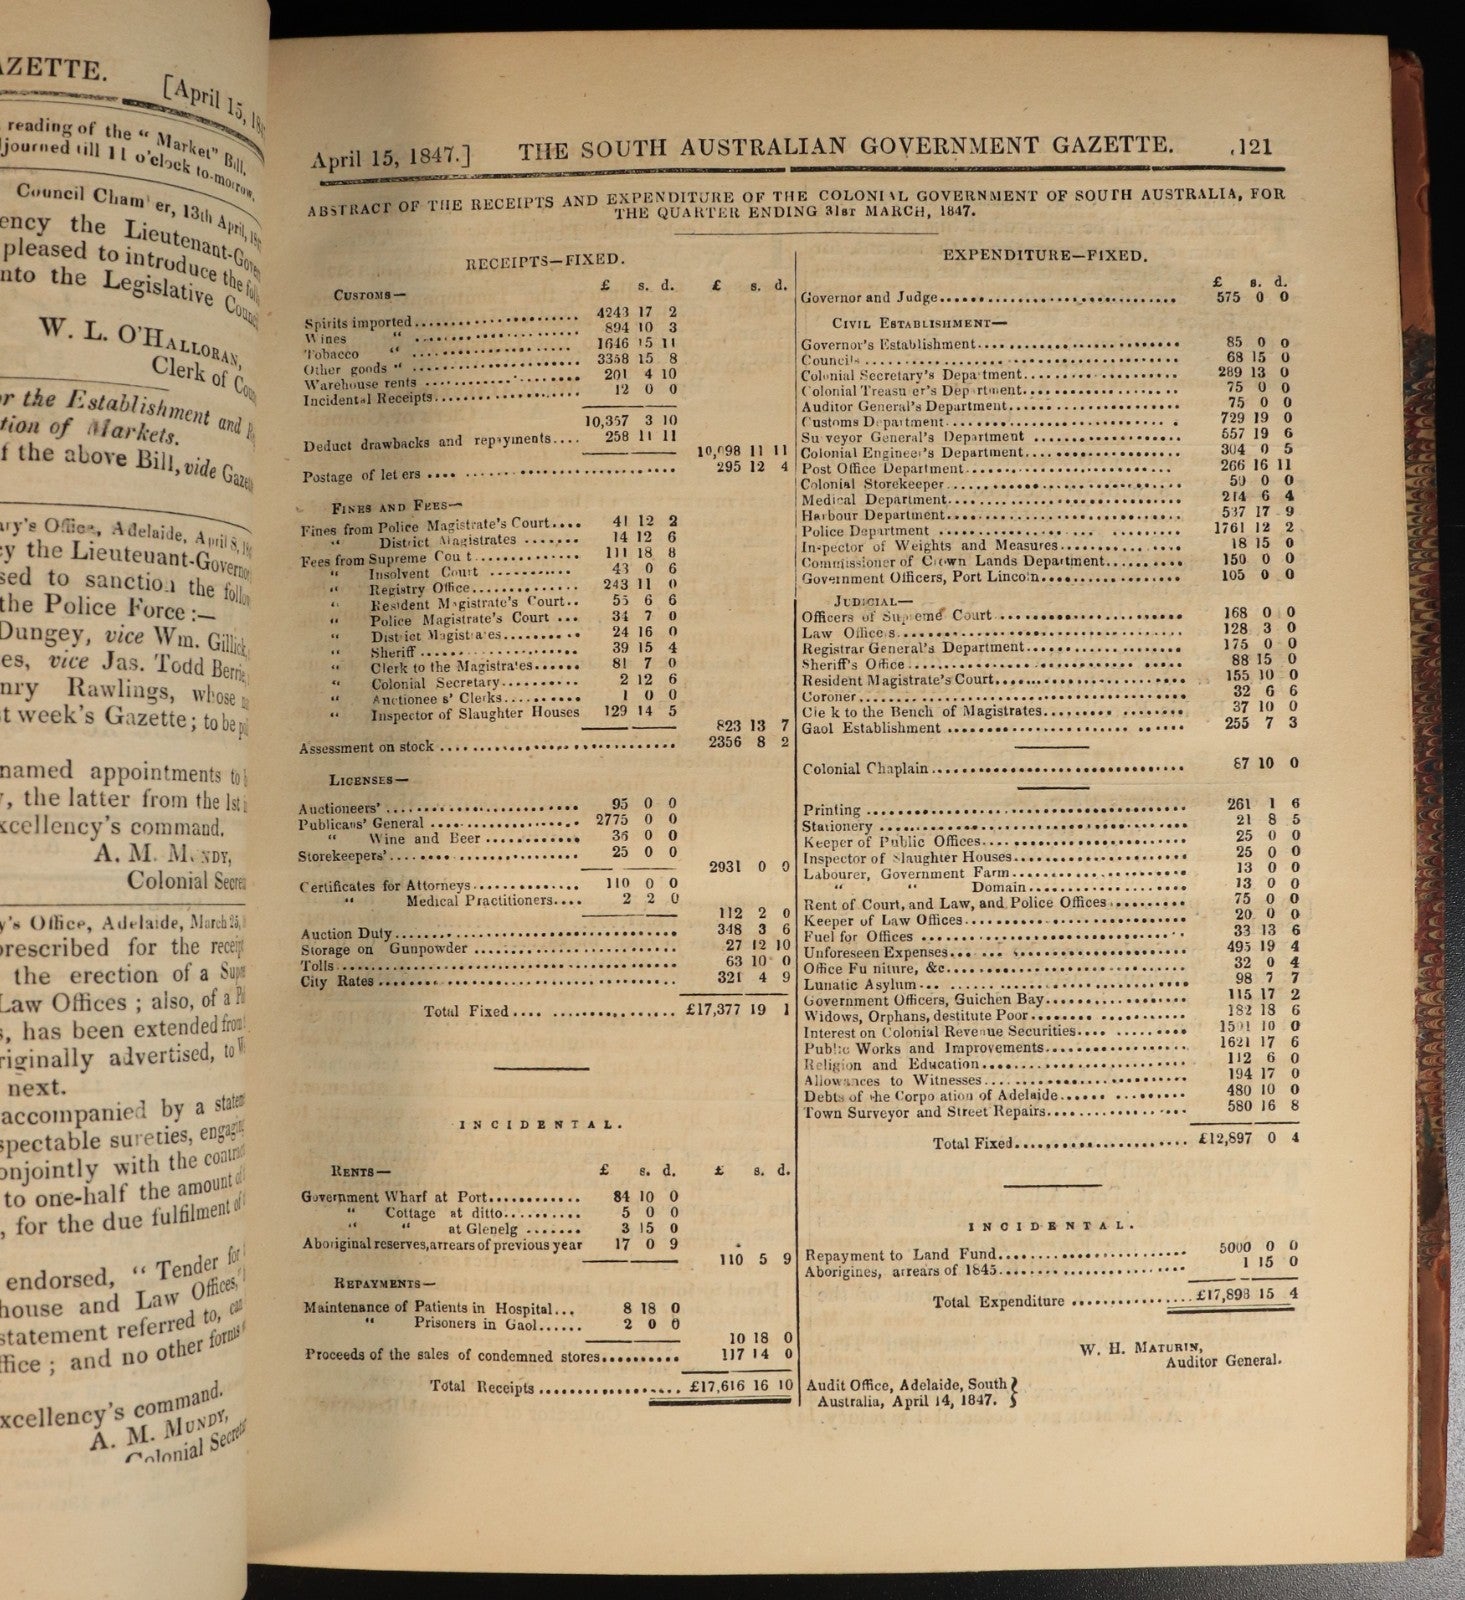 AZETTE.
[April 15, 18
reading of the " Market" Bill,
journed till 11 o'clock to-morrow.
Council Cham er, 13th April,
ency the Lieutenant-Gover
pleased to introduce the foll
nto the Legislative Counc
W. L. O'HALLORAN,
Clerk of Cou
or the Establishment and R
tion of Markets.
f the above Bill, vide Gazett
ary's Office, Adelaide, April 8, 18
cy the Lieutenant-Governo
sed to sanction the follo
the Police Force :—
Dungey, vice Wm. Gillick,
es, vice Jas. Todd Berrie,
nry Rawlings, whose
t week's Gazette; to be p
named appointments to
, the latter from the 1st
xcellency's command,
A. M. MUNDY,
Colonial Secre
y's Office, Adelaide, March 25,
prescribed for the recei
the erection of a Sup
Law Offices ; also, of a
s, has been extended from
riginally advertised, to
next.
accompanied by a state
spectable sureties, engag
onjointly with the contra
to one-half the amount of
, for the due fulfilment of
endorsed, " Tender for
house and Law Offices,
statement referred to, can
ffice ; and no other forms
xcellency's command.
A. M. MUNDY,
Colonial Secre
April 15, 1847.] THE SOUTH AUSTRALIAN GOVERNMENT GAZETTE. 121
ABSTRACT OF THE RECEIPTS AND EXPENDITURE OF THE COLONIAL GOVERNMENT OF SOUTH AUSTRALIA, FOR
THE QUARTER ENDING 31ST MARCH, 1847.
RECEIPTS—FIXED.
£ s. d. £ s. d.
CUSTOMS—
Spirits imported 4243 17 2
Wines " 894 10 3
Tobacco " 1646 15 11
Other goods " 3358 15 8
Warehouse rents 201 4 10
Incidental Receipts 12 0 0
10,357 3 10
Deduct drawbacks and repayments 258 11 11
10,098 11 11
Postage of letters 295 12 4
FINES AND FEES—
Fines from Police Magistrate's Court 41 12 2
" District Magistrates 14 12 6
Fees from Supreme Court 111 18 8
" Insolvent Court 43 0 6
" Registry Office 243 11 0
" Resident Magistrate's Court 55 6 6
" Police Magistrate's Court 34 7 0
" District Magistrates 24 16 0
" Sheriff 39 15 4
" Clerk to the Magistrates 81 7 0
" Colonial Secretary 2 12 6
" Auctioneers' Clerks 1 0 0
" Inspector of Slaughter Houses 129 14 5
823 13 7
Assessment on stock 2356 8 2
LICENSES—
Auctioneers' 95 0 0
Publicans' General 2775 0 0
" Wine and Beer 36 0 0
Storekeepers' 25 0 0
2931 0 0
Certificates for Attorneys 110 0 0
" Medical Practitioners 2 2 0
112 2 0
Auction Duty 348 3 6
Storage on Gunpowder 27 12 10
Tolls 63 10 0
City Rates 321 4 9
Total Fixed £17,377 19 1
INCIDENTAL.
RENTS— £ s. d. £ s. d.
Government Wharf at Port 84 10 0
" Cottage at ditto 5 0 0
" " at Glenelg 3 15 0
Aboriginal reserves, arrears of previous year 17 0 9
110 5 9
REPAYMENTS—
Maintenance of Patients in Hospital... 8 18 0
" Prisoners in Gaol 2 0 0
10 18 0
Proceeds of the sales of condemned stores 117 14 0
Total Receipts £17,616 16 10
EXPENDITURE—FIXED.
£ s. d.
Governor and Judge 575 0 0
CIVIL ESTABLISHMENT—
Governor's Establishment 85 0 0
Councils 68 15 0
Colonial Secretary's Department 289 13 0
Colonial Treasurer's Department 75 0 0
Auditor General's Department 75 0 0
Customs Department 729 19 0
Surveyor General's Department 557 19 6
Colonial Engineer's Department 304 0 5
Post Office Department 266 16 11
Colonial Storekeeper 50 0 0
Medical Department 214 6 4
Harbour Department 537 17 9
Police Department 1761 12 2
Inspector of Weights and Measures 18 15 0
Commissioner of Crown Lands Department 150 0 0
Government Officers, Port Lincoln 105 0 0
JUDICIAL—
Officers of Supreme Court 168 0 0
Law Officers 128 3 0
Registrar General's Department 175 0 0
Sheriff's Office 88 15 0
Resident Magistrate's Court 155 10 0
Coroner 32 6 6
Clerk to the Bench of Magistrates 37 10 0
Gaol Establishment 255 7 3
Colonial Chaplain 87 10 0
Printing 261 1 6
Stationery 21 8 5
Keeper of Public Offices 25 0 0
Inspector of Slaughter Houses 25 0 0
Labourer, Government Farm 13 0 0
" " Domain 13 0 0
Rent of Court, and Law, and Police Offices 75 0 0
Keeper of Law Offices 20 0 0
Fuel for Offices 33 13 6
Unforeseen Expenses 495 19 4
Office Furniture, &c. 32 0 4
Lunatic Asylum 98 7 7
Government Officers, Guichen Bay 115 17 2
Widows, Orphans, destitute Poor 182 18 6
Interest on Colonial Revenue Securities 1501 10 0
Public Works and Improvements 1621 17 6
Religion and Education 112 6 0
Allowances to Witnesses 194 17 0
Debts of the Corporation of Adelaide 480 10 0
Town Surveyor and Street Repairs 580 16 8
Total Fixed £12,897 0 4
INCIDENTAL.
Repayment to Land Fund 5000 0 0
Aborigines, arrears of 1845 1 15 0
Total Expenditure £17,898 15 4
W. H. MATURIN,
Auditor General.
Audit Office, Adelaide, South
Australia, April 14, 1847.